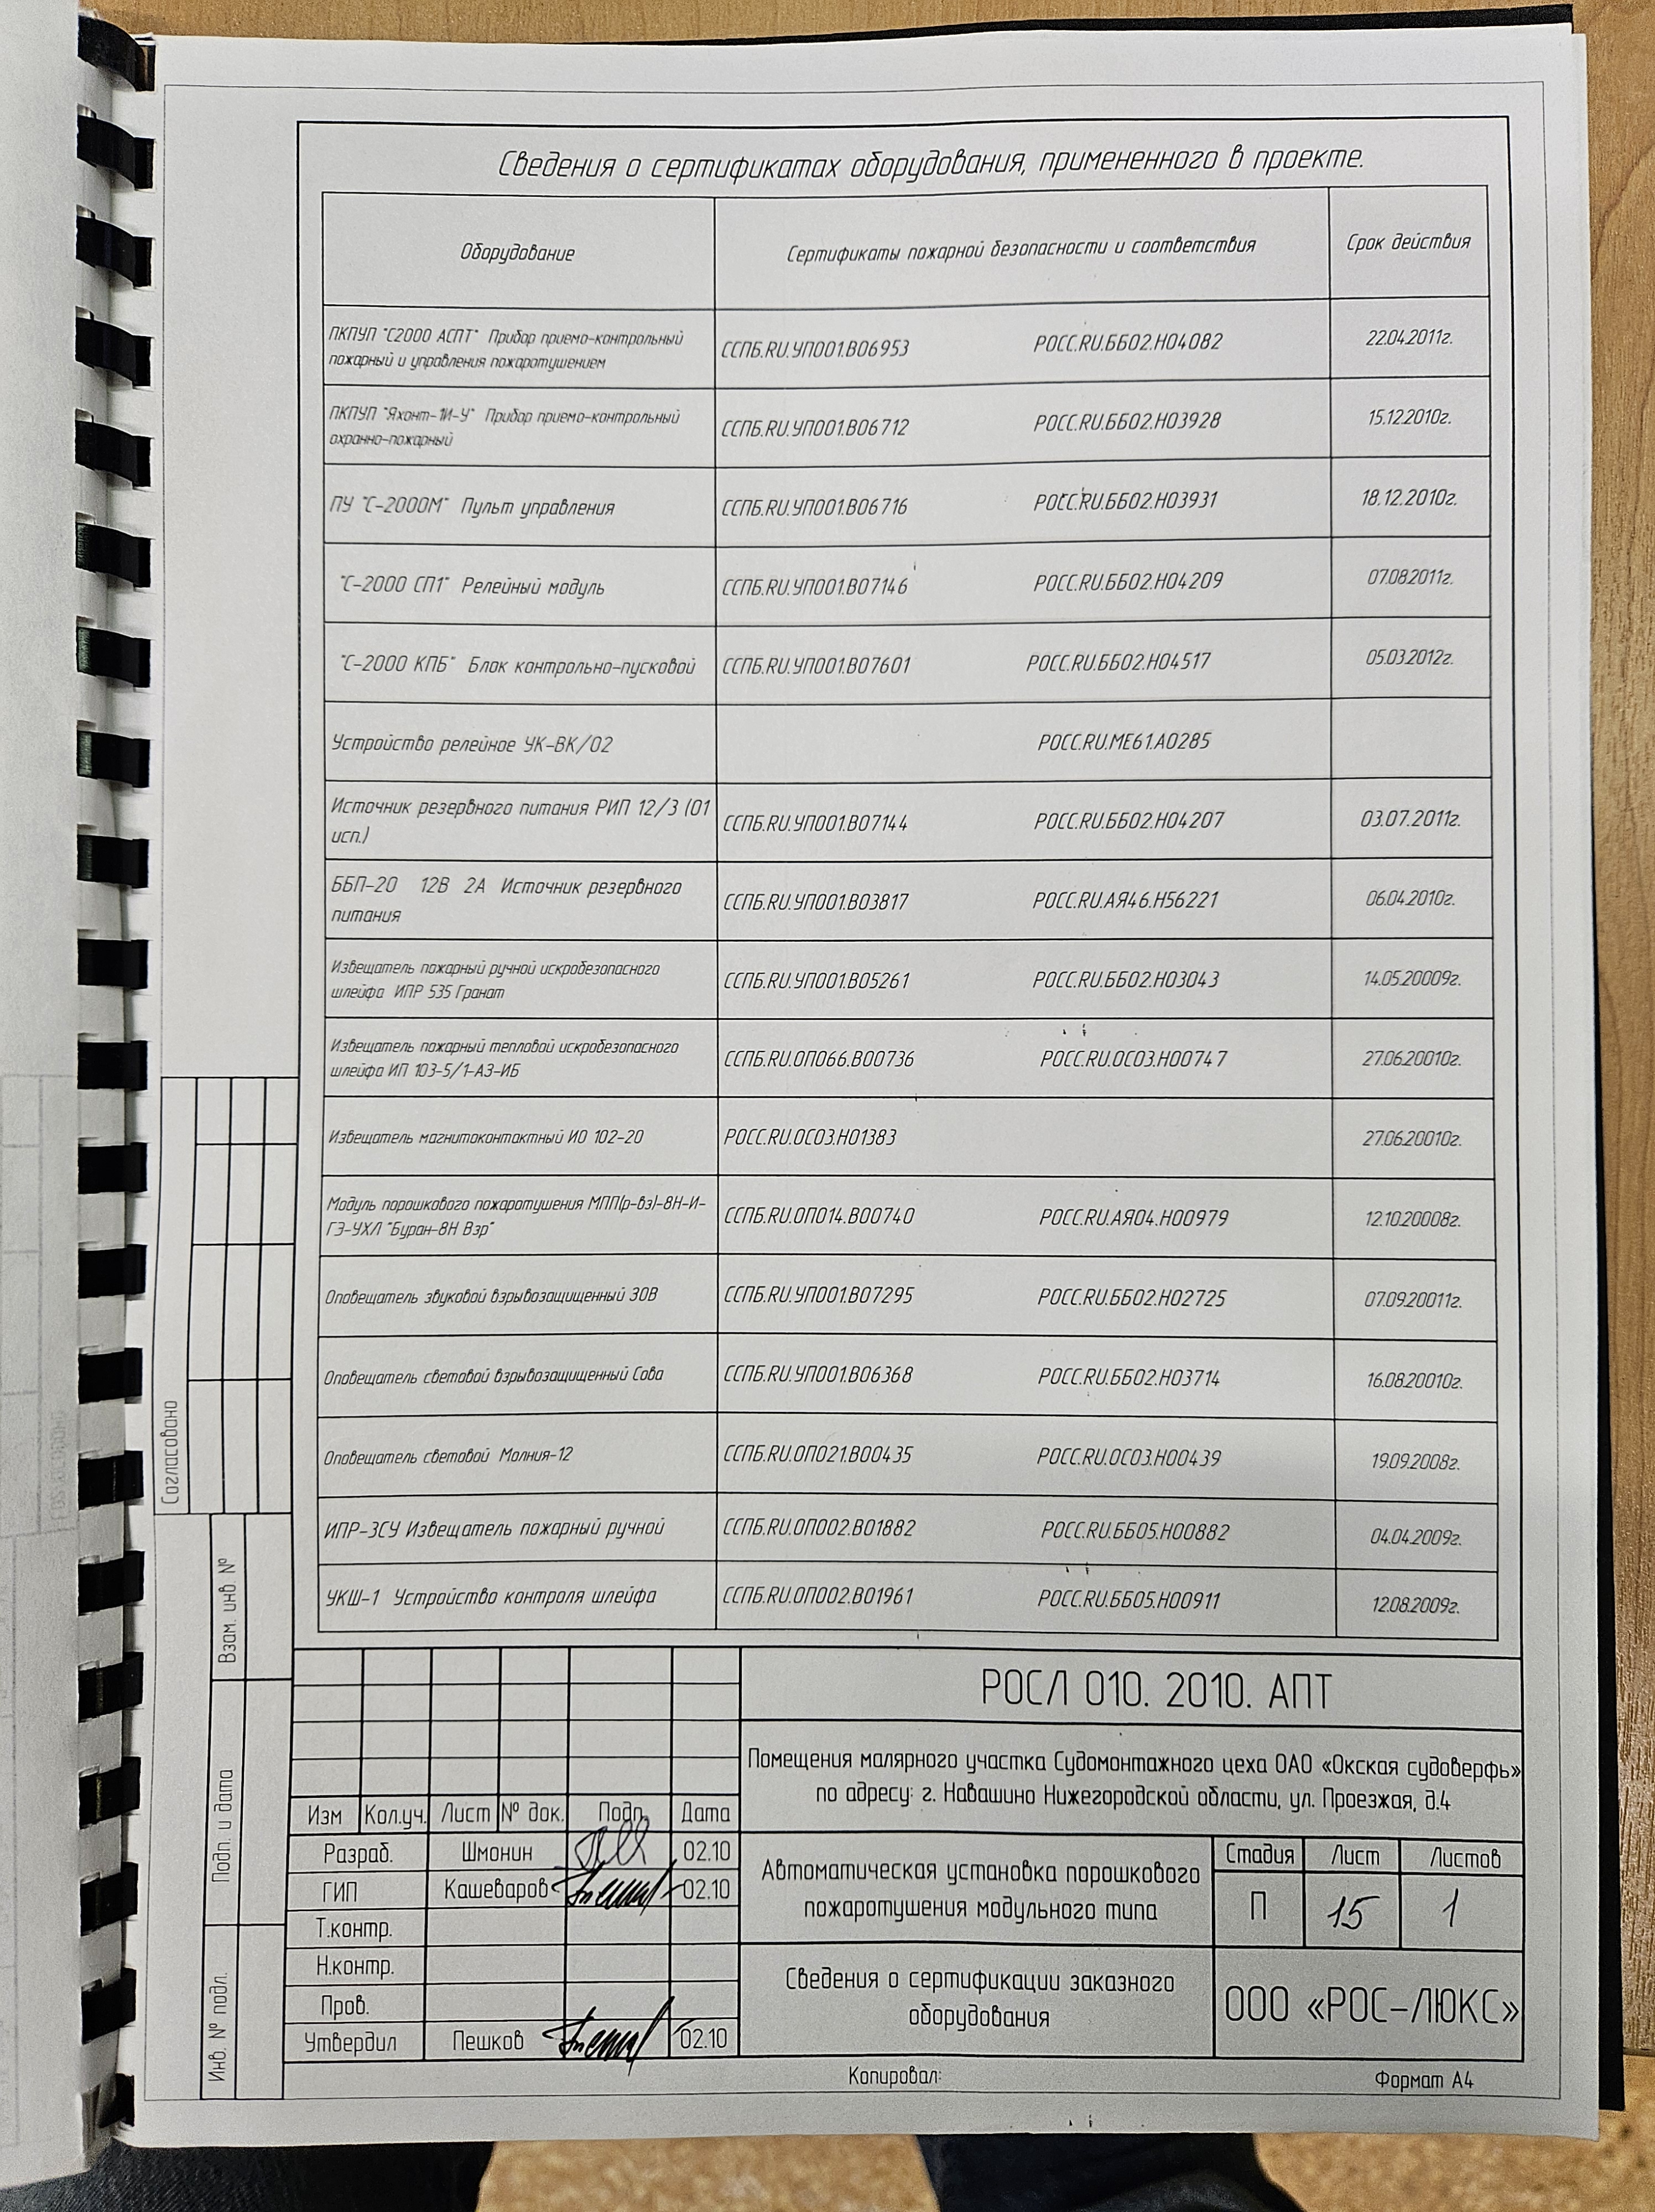 Сведения о сертификатах оборудования, примененного в проекте.
Оборудование
Сертификаты пожарной безопасности и соответствия
Срок действия
ПКПУП "С2000 АСПТ" Прибор приемо-контрольный
пожарный и управления пожаротушением
ССПБ.RU.УП001.В06953 РОСС.RU.ББ02.Н04082
22.04.2011г.
ПКПУП "Яхонт-1И-У" Прибор приемо-контрольный
охранно-пожарный
ССПБ.RU.УП001.В06712 РОСС.RU.ББ02.Н03928
15.12.2010г.
ПУ "С-2000М" Пульт управления
ССПБ.RU.УП001.В06716 РОСС.RU.ББ02.Н03931
18.12.2010г.
"С-2000 СП1" Релейный модуль
ССПБ.RU.УП001.В07146 РОСС.RU.ББ02.Н04209
07.08.2011г.
"С-2000 КПБ" Блок контрольно-пусковой
ССПБ.RU.УП001.В07601 РОСС.RU.ББ02.Н04517
05.03.2012г.
Устройство релейное УК-ВК/02
РОСС.RU.МЕ61.А0285
Источник резервного питания РИП 12/3 (01
исп.)
ССПБ.RU.УП001.В07144 РОСС.RU.ББ02.Н04207
03.07.2011г.
ББП-20 12В 2А Источник резервного
питания
ССПБ.RU.УП001.В03817 РОСС.RU.АЯ46.Н56221
06.04.2010г.
Извещатель пожарный ручной искробезопасного
шлейфа ИПР 535 Гранат
ССПБ.RU.УП001.В05261 РОСС.RU.ББ02.Н03043
14.05.20009г.
Извещатель пожарный тепловой искробезопасного
шлейфа ИП 103-5/1-А3-ИБ
ССПБ.RU.ОП066.В00736 РОСС.RU.ОС03.Н00747
27.06.20010г.
Извещатель магнитоконтактный ИО 102-20
РОСС.RU.ОС03.Н01383
27.06.20010г.
Модуль порошкового пожаротушения МПП(р-вз)-8Н-И-
ГЭ-УХЛ "Буран-8Н Взр"
ССПБ.RU.ОП014.В00740 РОСС.RU.АЯ04.Н00979
12.10.20008г.
Оповещатель звуковой взрывозащищенный ЗОВ
ССПБ.RU.УП001.В07295 РОСС.RU.ББ02.Н02725
07.09.20011г.
Оповещатель световой взрывозащищенный Сова
ССПБ.RU.УП001.В06368 РОСС.RU.ББ02.Н03714
16.08.20010г.
Оповещатель световой Молния-12
ССПБ.RU.ОП021.В00435 РОСС.RU.ОС03.Н00439
19.09.2008г.
ИПР-3СУ Извещатель пожарный ручной
ССПБ.RU.ОП002.В01882 РОСС.RU.ББ05.Н00882
04.04.2009г.
УКШ-1 Устройство контроля шлейфа
ССПБ.RU.ОП002.В01961 РОСС.RU.ББ05.Н00911
12.08.2009г.
Согласовано
Взам. инв. №
Подп. и дата
Инв. № подл.
РОСЛ 010. 2010. АПТ
Помещения малярного участка Судомонтажного цеха ОАО «Окская судоверфь»
по адресу: г. Навашино Нижегородской области, ул. Проезжая, д.4
Изм Кол.уч. Лист № док. Подп. Дата
Разраб. Шмонин 02.10
ГИП Кашеваров 02.10
Т.контр.
Н.контр.
Пров.
Утвердил Пешков 02.10
Автоматическая установка порошкового
пожаротушения модульного типа
Стадия Лист Листов
П 15 1
Сведения о сертификации заказного
оборудования
ООО «РОС-ЛЮКС»
Копировал: Формат А4